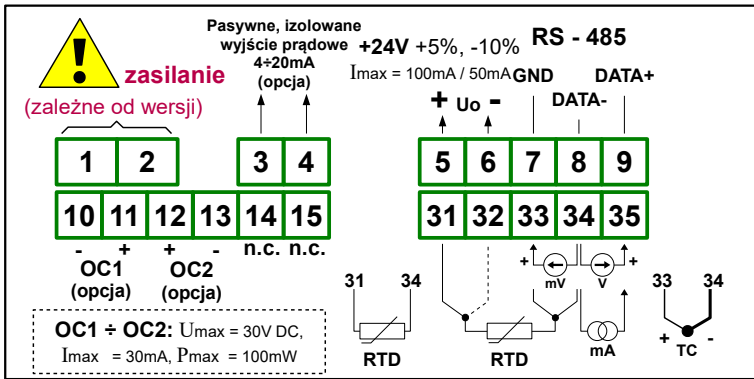 zasilanie
(zależne od wersji)
Pasywne, izolowane
wyjście prądowe
4÷20mA
(opcja)
+24V +5%, -10%
Imax = 100mA / 50mA
+ Uo -
RS - 485
GND DATA+
DATA-
1 2 3 4 5 6 7 8 9
10 11 12 13 14 15 31 32 33 34 35
- + + - n.c. n.c.
OC1 OC2
(opcja) (opcja)
OC1 ÷ OC2: Umax = 30V DC,
Imax = 30mA, Pmax = 100mW
31 34
RTD
RTD
+ mV
V +
mA
33 34
+ TC -